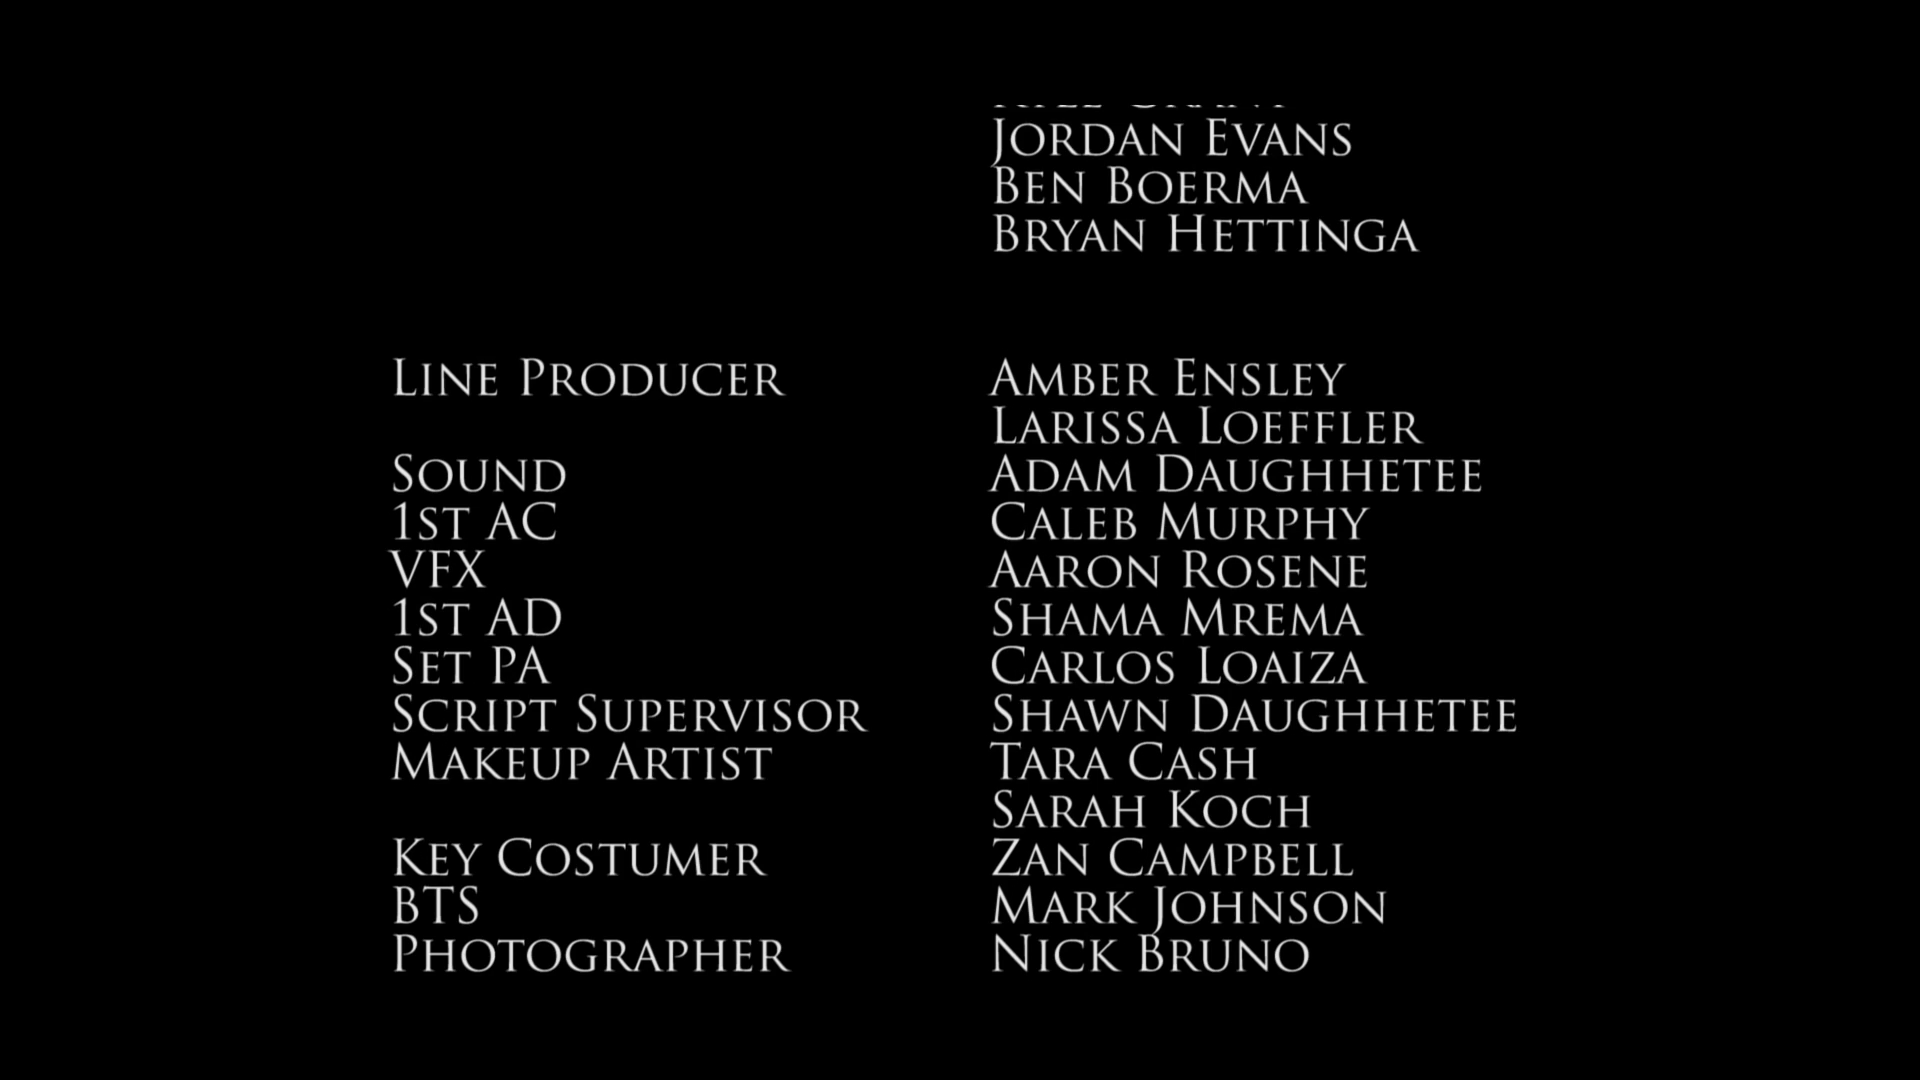 Jordan Evans
Ben Boerma
Bryan Hettinga
Line Producer Amber Ensley
Larissa Loeffler
Sound Adam Daughhetee
1st AC Caleb Murphy
VFX Aaron Rosene
1st AD Shama Mrema
Set PA Carlos Loaiza
Script Supervisor Shawn Daughhetee
Makeup Artist Tara Cash
Sarah Koch
Key Costumer Zan Campbell
BTS Mark Johnson
Photographer Nick Bruno